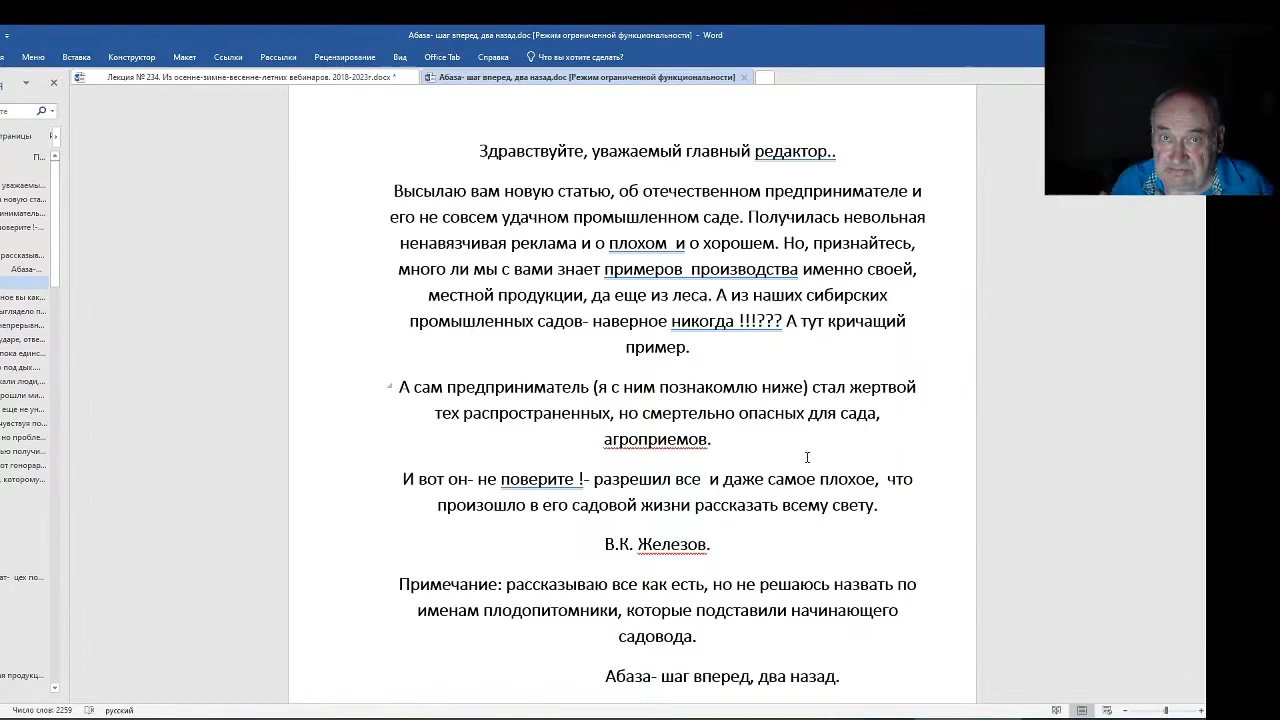 Абаза- шаг вперед, два назад.doc [Режим ограниченной функциональности] - Word
Меню Вставка Конструктор Макет Ссылки Рассылки Рецензирование Вид Office Tab Справка Что вы хотите сделать?
Лекция № 234. Из осенне-зимне-весенне-летних вебинаров. 2018-2023г.docx *
Абаза- шаг вперед, два назад.doc [Режим ограниченной функциональности]
Здравствуйте, уважаемый главный редактор..
Высылаю вам новую статью, об отечественном предпринимателе и
его не совсем удачном промышленном саде. Получилась невольная
ненавязчивая реклама и о плохом и о хорошем. Но, признайтесь,
много ли мы с вами знает примеров производства именно своей,
местной продукции, да еще из леса. А из наших сибирских
промышленных садов- наверное никогда !!!??? А тут кричащий
пример.
А сам предприниматель (я с ним познакомлю ниже) стал жертвой
тех распространенных, но смертельно опасных для сада,
агроприемов.
И вот он- не поверите !- разрешил все и даже самое плохое, что
произошло в его садовой жизни рассказать всему свету.
В.К. Железов.
Примечание: рассказываю все как есть, но не решаюсь назвать по
именам плодопитомники, которые подставили начинающего
садовода.
Абаза- шаг вперед, два назад.
Число слов: 2259 русский